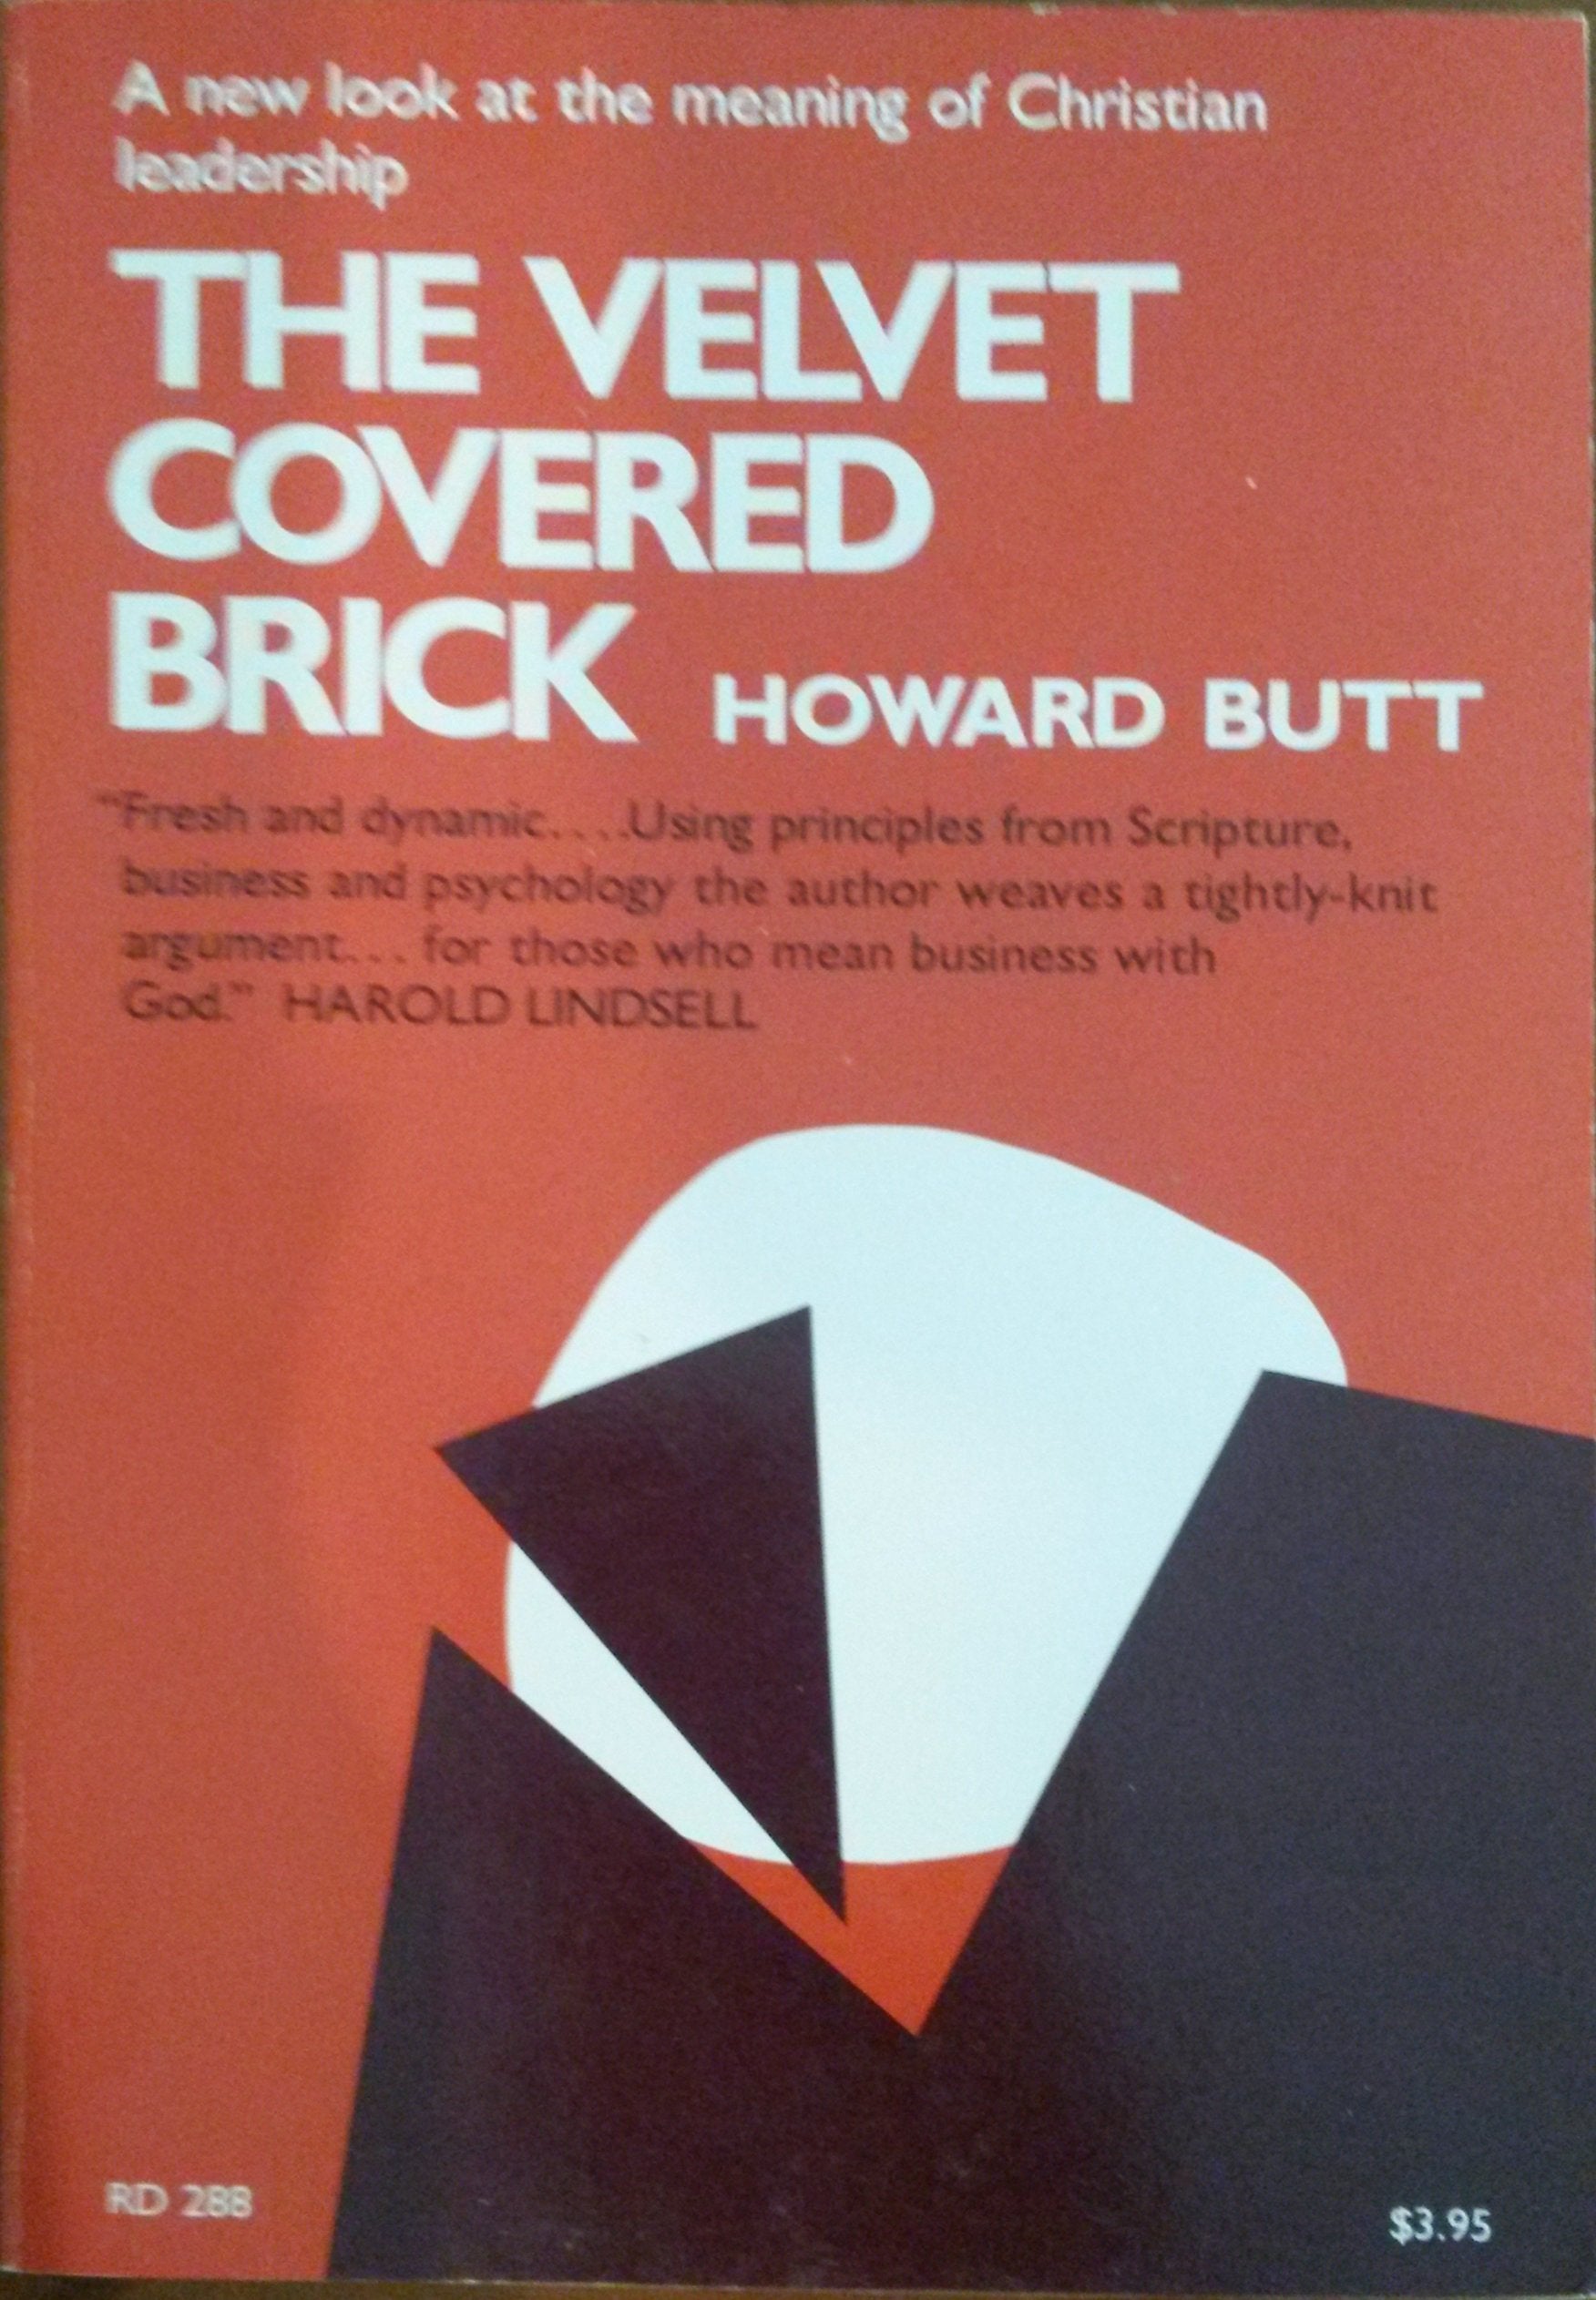 A new look at the meaning of Christian
leadership
THE VELVET
COVERED
BRICK HOWARD BUTT
"Fresh and dynamic....Using principles from Scripture,
business and psychology the author weaves a tightly-knit
argument... for those who mean business with
God." HAROLD LINDSELL
RD 288
$3.95